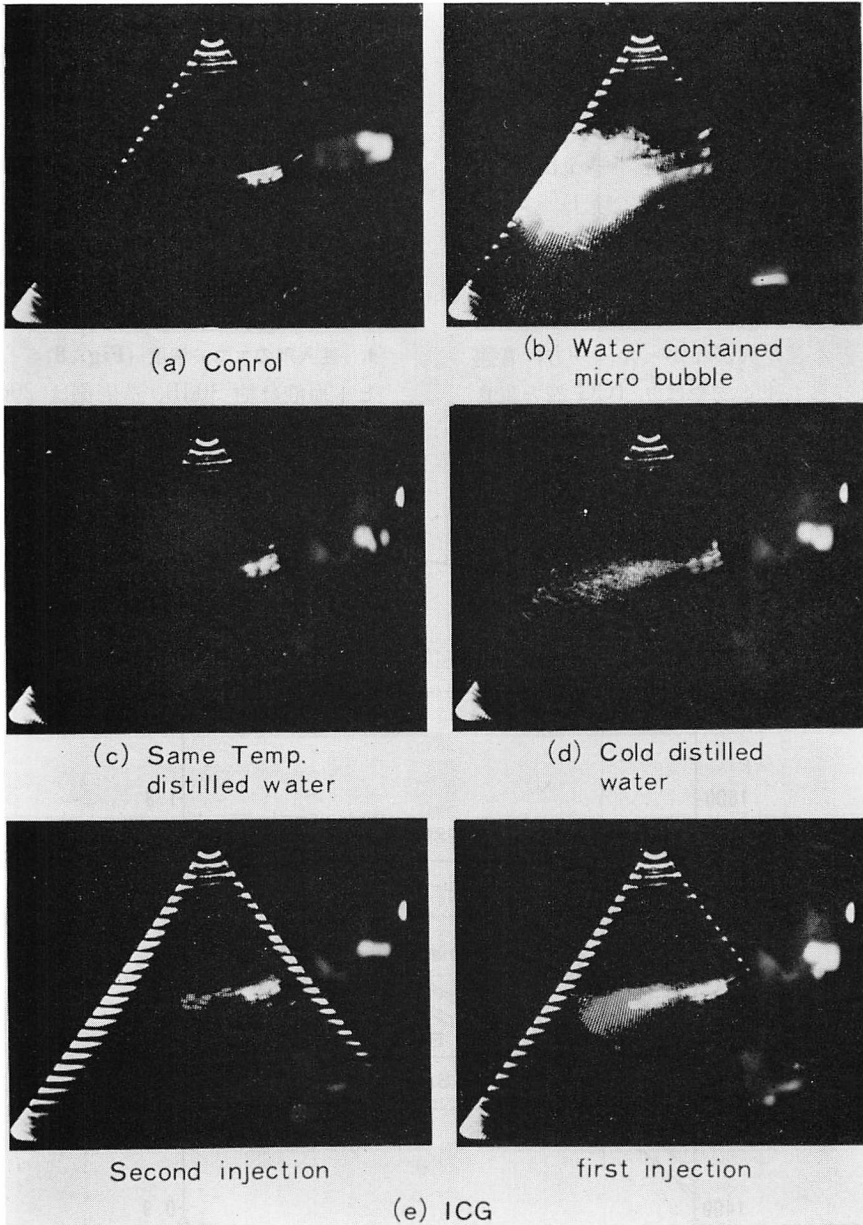 (a) Conrol
(b) Water contained
micro bubble
(c) Same Temp.
distilled water
(d) Cold distilled
water
Second injection
first injection
(e) ICG